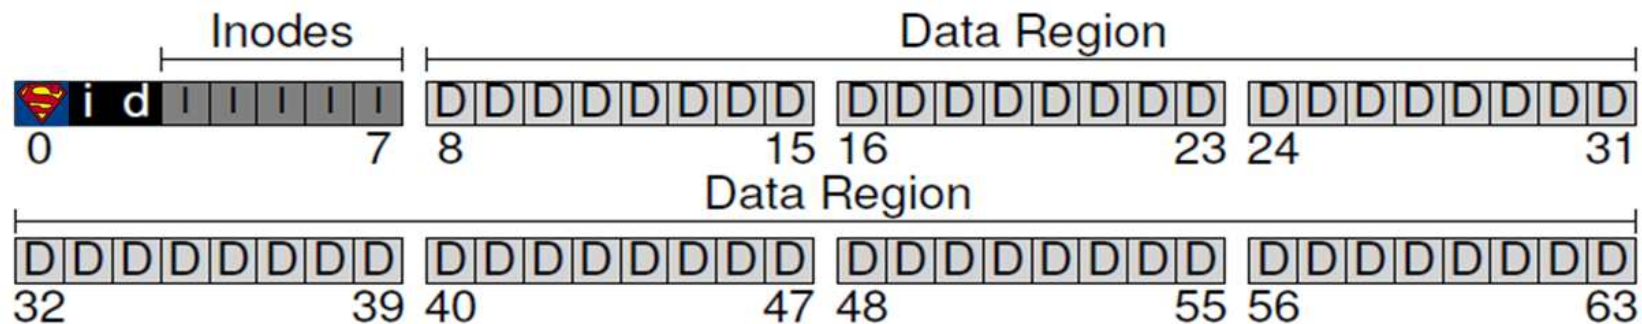 Inodes Data Region
S i d I I I I I D D D D D D D D D D D D D D D D D D D D D D D D
0 7 8 15 16 23 24 31
Data Region
D D D D D D D D D D D D D D D D D D D D D D D D D D D D D D D D
32 39 40 47 48 55 56 63